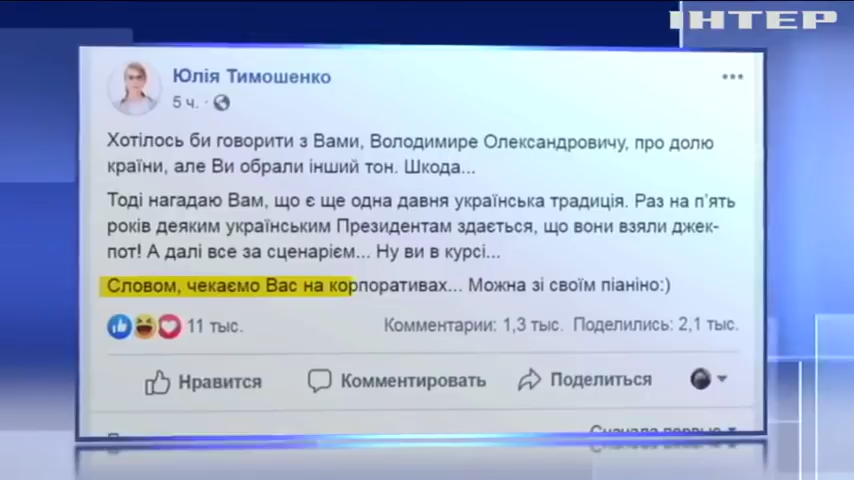 ІНТЕР
Юлія Тимошенко
5 ч. ·
Хотілось би говорити з Вами, Володимире Олександровичу, про долю
країни, але Ви обрали інший тон. Шкода...
Тоді нагадаю Вам, що є ще одна давня українська традиція. Раз на п'ять
років деяким українським Президентам здається, що вони взяли джек-
пот! А далі все за сценарієм... Ну ви в курсі...
Словом, чекаємо Вас на корпоративах... Можна зі своїм піаніно:)
11 тыс. Комментарии: 1,3 тыс. Поделились: 2,1 тыс.
Нравится Комментировать Поделиться
Сначала первые